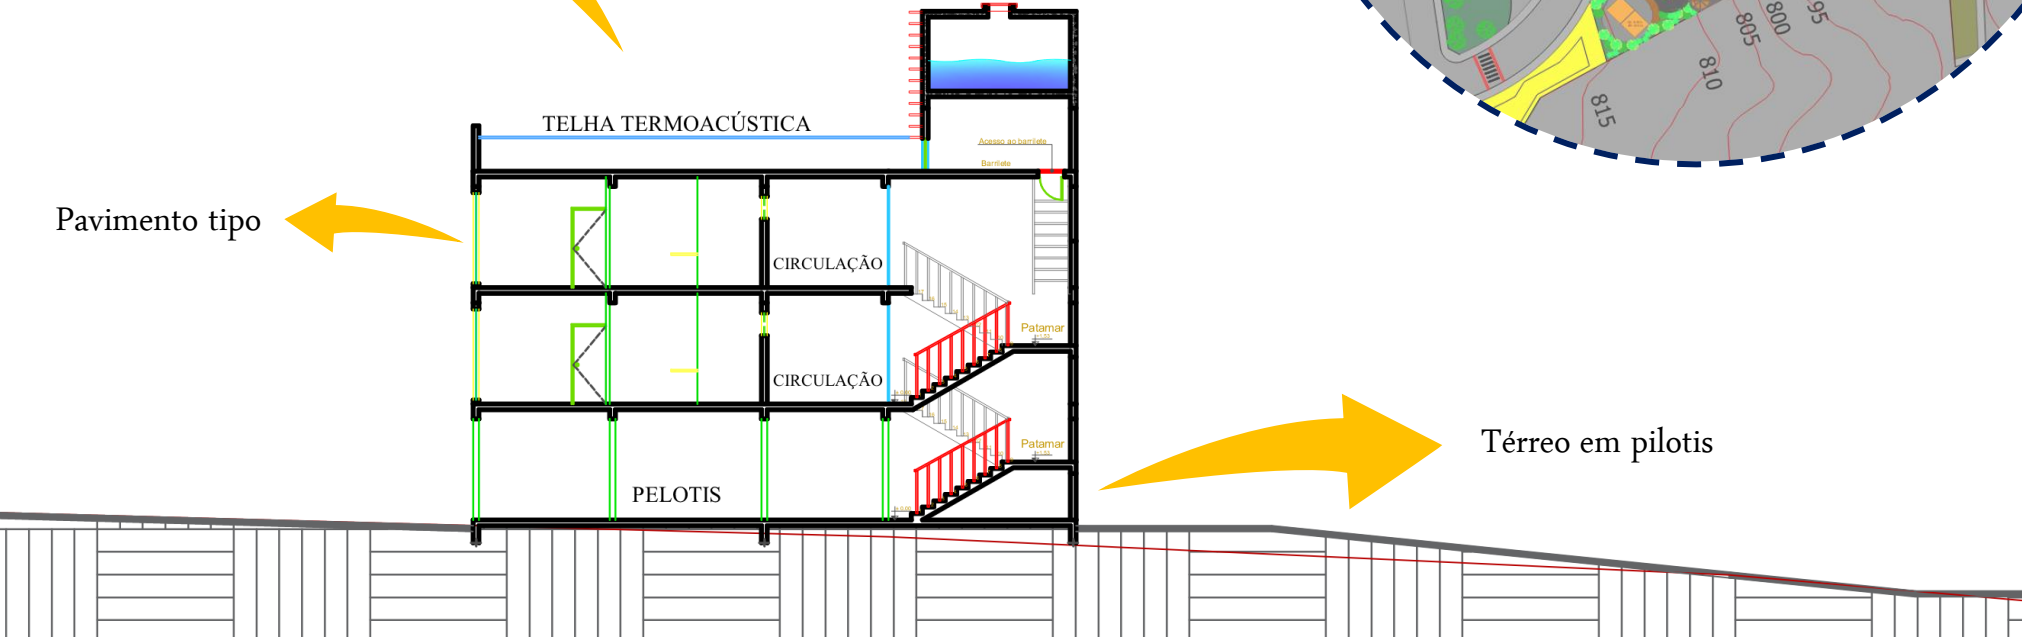 95
800
805
810
815
TELHA TERMOACÚSTICA
Acesso ao barrilete
Barrilete
Pavimento tipo
CIRCULAÇÃO
Patamar
CIRCULAÇÃO
Patamar
Térreo em pilotis
PELOTIS